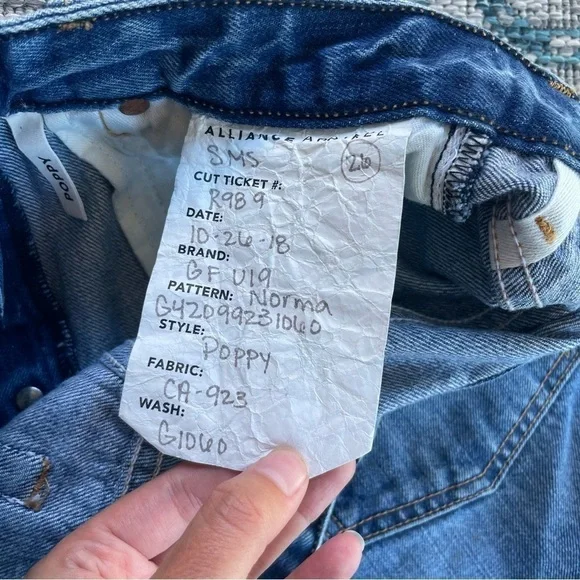 ALLIANCE APPAREL
SMS 26
CUT TICKET #:
R989
DATE:
10-26-18
BRAND:
GF U19
PATTERN: Norma
G42D99231060
STYLE:
POPPY
FABRIC:
CA-923
WASH:
G1060
POPPY